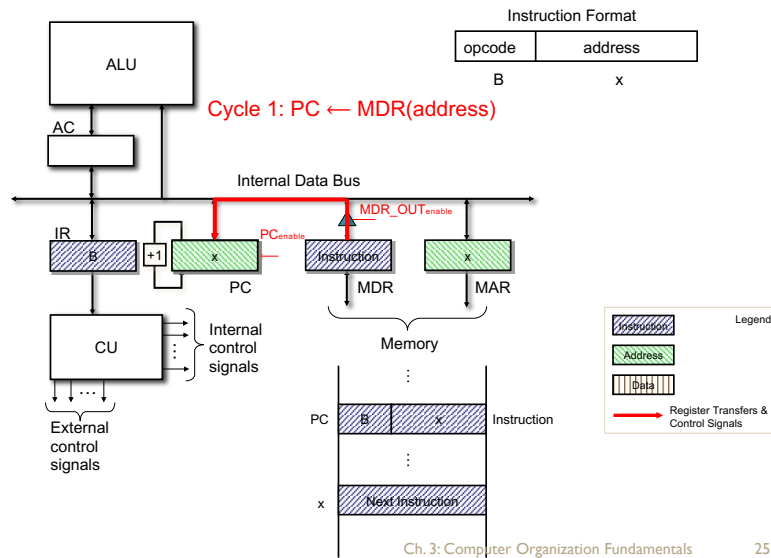 Instruction Format
opcode address
B x
ALU
Cycle 1: PC ⟵ MDR(address)
AC
Internal Data Bus
MDR_OUTenable
IR
PCenable
B
+1
x
Instruction
x
PC
MDR
MAR
CU
Internal
control
signals
Memory
Legend
Instruction
Address
Data
Register Transfers &
Control Signals
External
control
signals
PC B x Instruction
x Next Instruction
Ch. 3: Computer Organization Fundamentals 25